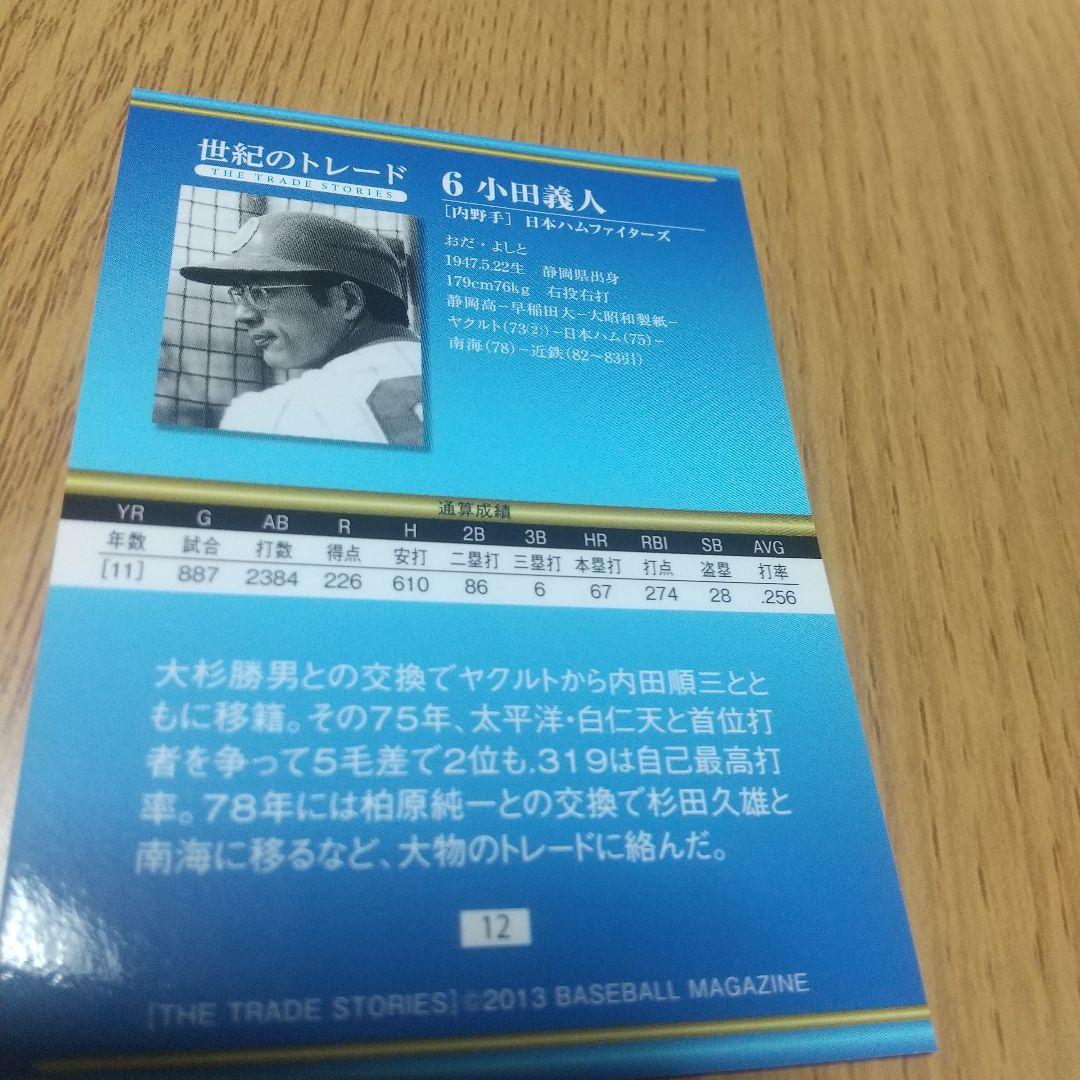 世紀のトレード
THE TRADE STORIES
6 小田義人
[内野手] 日本ハムファイターズ
おだ・よしと
1947.5.22生 静岡県出身
179cm76kg 右投右打
静岡高−早稲田大−大昭和製紙−
ヤクルト(73②)−日本ハム(75)−
南海(78)−近鉄(82〜83引)
通算成績
YR G AB R H 2B 3B HR RBI SB AVG
年数 試合 打数 得点 安打 二塁打 三塁打 本塁打 打点 盗塁 打率
[11] 887 2384 226 610 86 6 67 274 28 .256
大杉勝男との交換でヤクルトから内田順三とと
もに移籍。その75年、太平洋・白仁天と首位打
者を争って5毛差で2位も.319は自己最高打
率。78年には柏原純一との交換で杉田久雄と
南海に移るなど、大物のトレードに絡んだ。
12
[THE TRADE STORIES]©2013 BASEBALL MAGAZINE